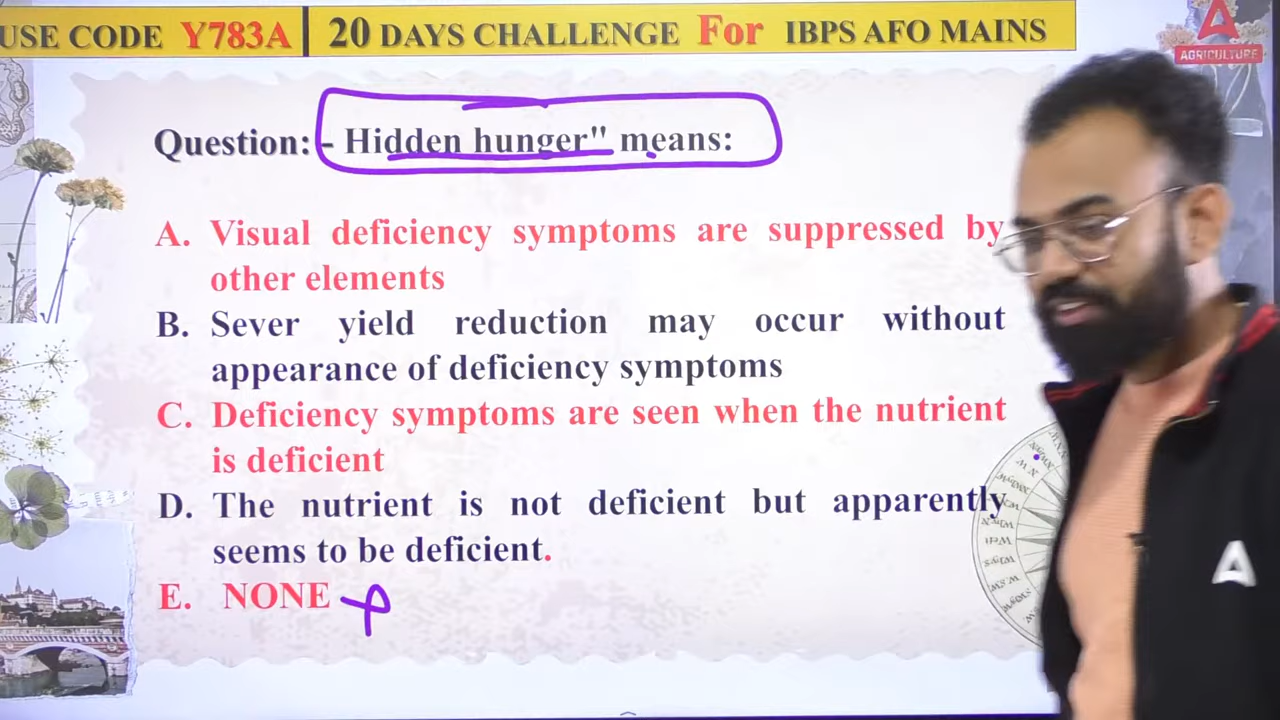 USE CODE Y783A | 20 DAYS CHALLENGE For IBPS AFO MAINS
A
AGRICULTURE
Question: - Hidden hunger" means:
A. Visual deficiency symptoms are suppressed by
other elements
B. Sever yield reduction may occur without
appearance of deficiency symptoms
C. Deficiency symptoms are seen when the nutrient
is deficient
D. The nutrient is not deficient but apparently
seems to be deficient.
E. NONE
A